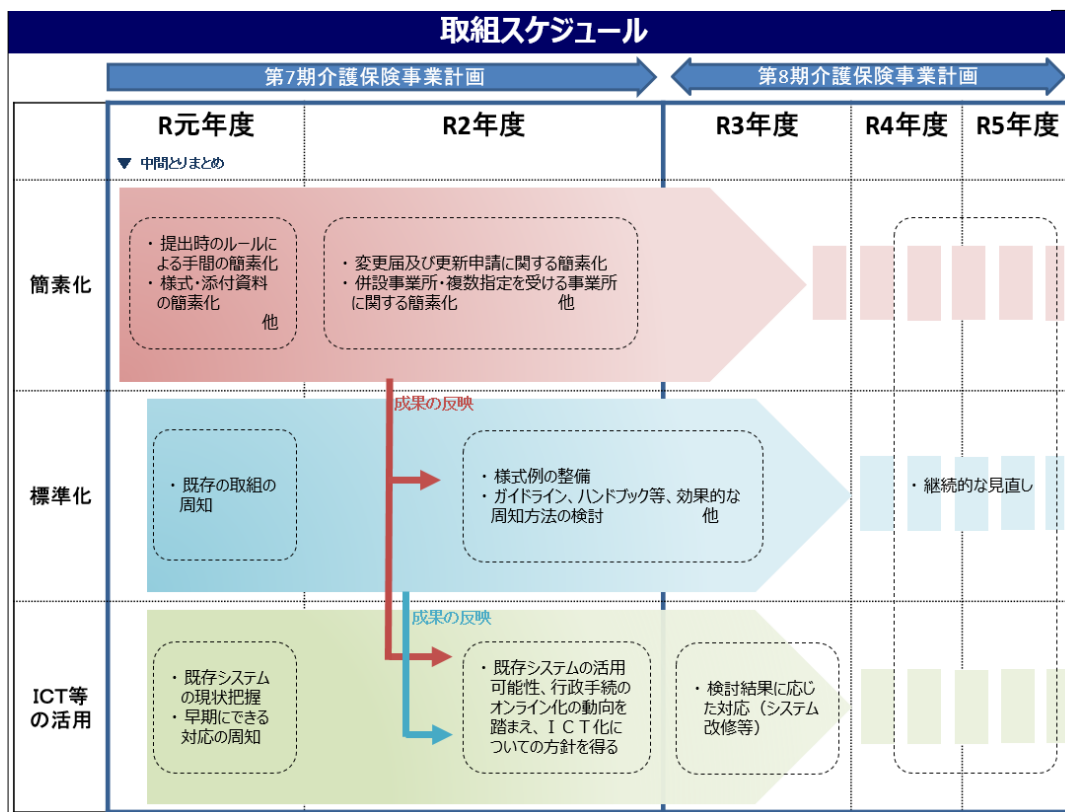 取組スケジュール
第7期介護保険事業計画
第8期介護保険事業計画
R元年度
R2年度
R3年度
R4年度
R5年度
▼ 中間とりまとめ
簡素化
・提出時のルールに
よる手間の簡素化
・様式・添付資料
の簡素化
他
・変更届及び更新申請に関する簡素化
・併設事業所・複数指定を受ける事業所
に関する簡素化 他
成果の反映
標準化
・既存の取組の
周知
・様式例の整備
・ガイドライン、ハンドブック等、効果的な
周知方法の検討 他
・継続的な見直し
成果の反映
ICT等
の活用
・既存システム
の現状把握
・早期にできる
対応の周知
・既存システムの活用
可能性、行政手続の
オンライン化の動向を
踏まえ、ＩＣＴ化に
ついての方針を得る
・検討結果に応じ
た対応（システム
改修等）